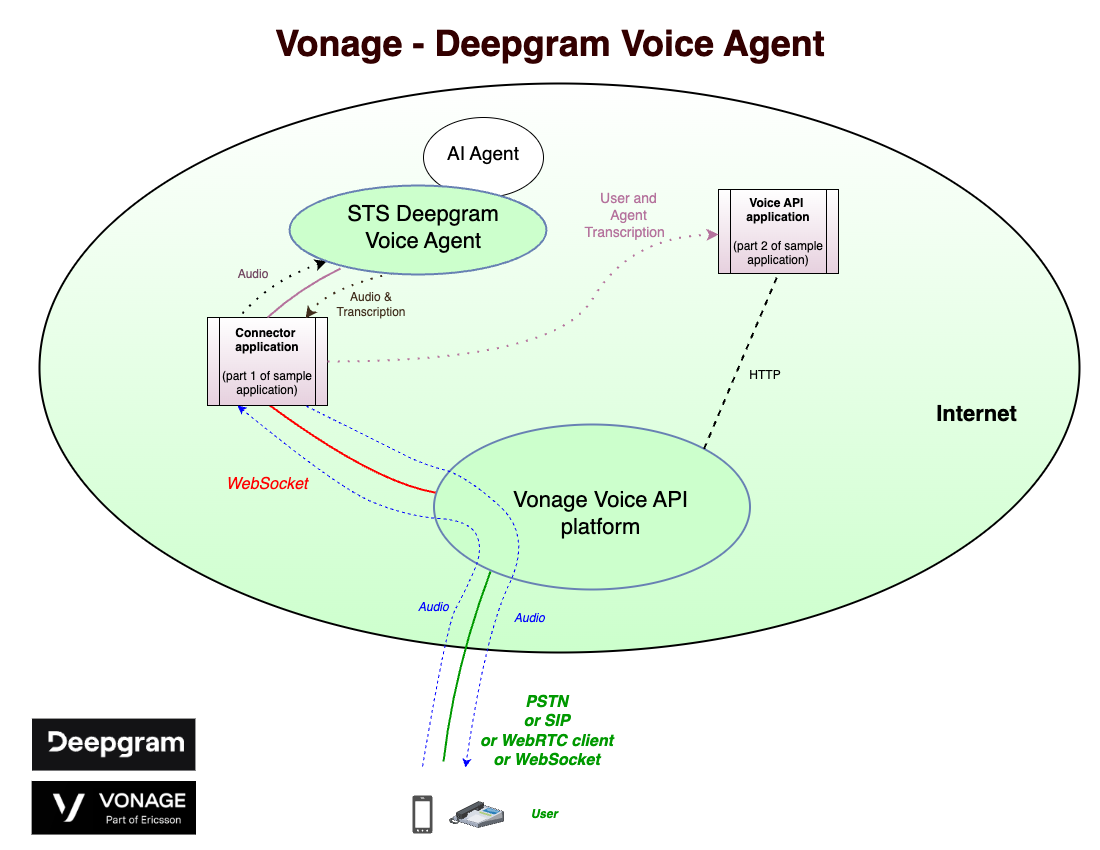 Vonage - Deepgram Voice Agent
AI Agent
STS Deepgram
Voice Agent
User and
Agent
Transcription
Voice API
application
(part 2 of sample
application)
Audio
Audio &
Transcription
Connector
application
(part 1 of sample
application)
HTTP
Internet
WebSocket
Vonage Voice API
platform
Audio
Audio
PSTN
or SIP
or WebRTC client
or WebSocket
Deepgram
VONAGE
Part of Ericsson
User